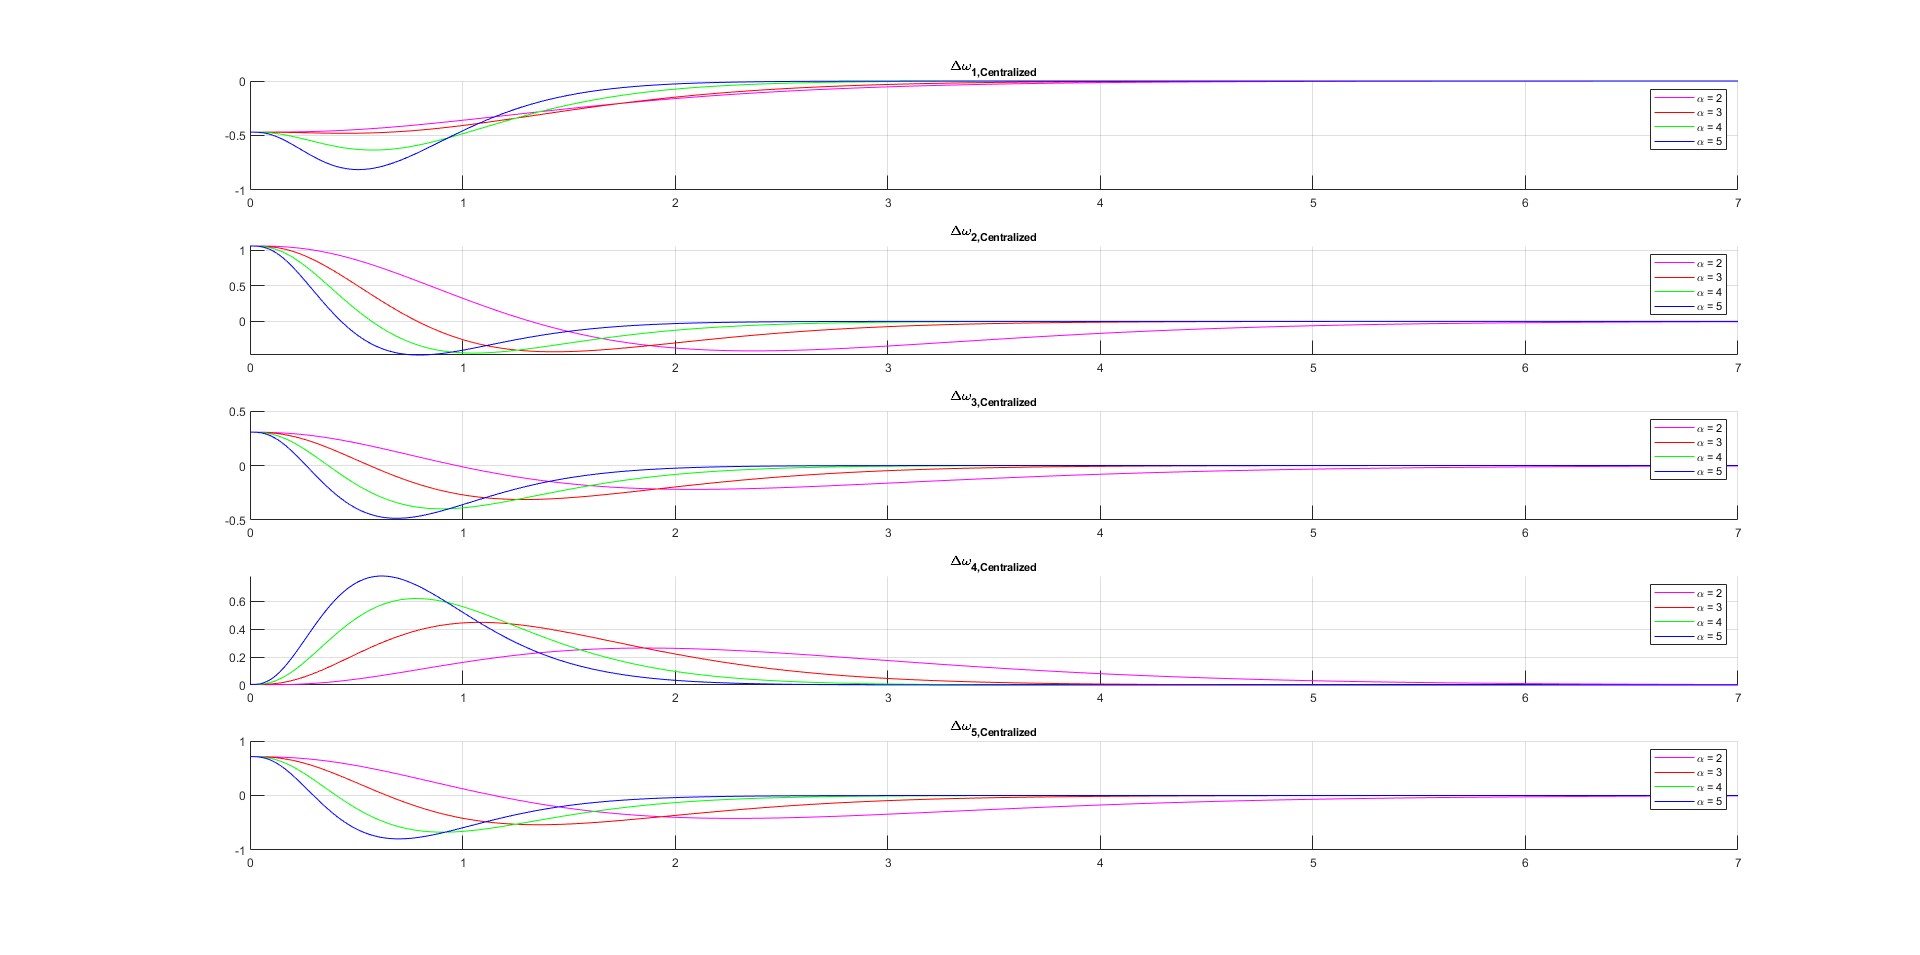 Δω1,Centralized
0
-0.5
-1
α = 2
α = 3
α = 4
α = 5
0 1 2 3 4 5 6 7
Δω2,Centralized
1
0.5
0
α = 2
α = 3
α = 4
α = 5
0 1 2 3 4 5 6 7
Δω3,Centralized
0.5
0
-0.5
α = 2
α = 3
α = 4
α = 5
0 1 2 3 4 5 6 7
Δω4,Centralized
0.6
0.4
0.2
0
α = 2
α = 3
α = 4
α = 5
0 1 2 3 4 5 6 7
Δω5,Centralized
1
0
-1
α = 2
α = 3
α = 4
α = 5
0 1 2 3 4 5 6 7